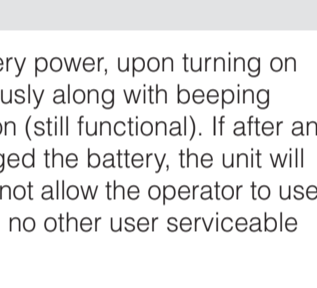 ery power, upon turning on
usly along with beeping
on (still functional). If after an
ged the battery, the unit will
not allow the operator to use
no other user serviceable